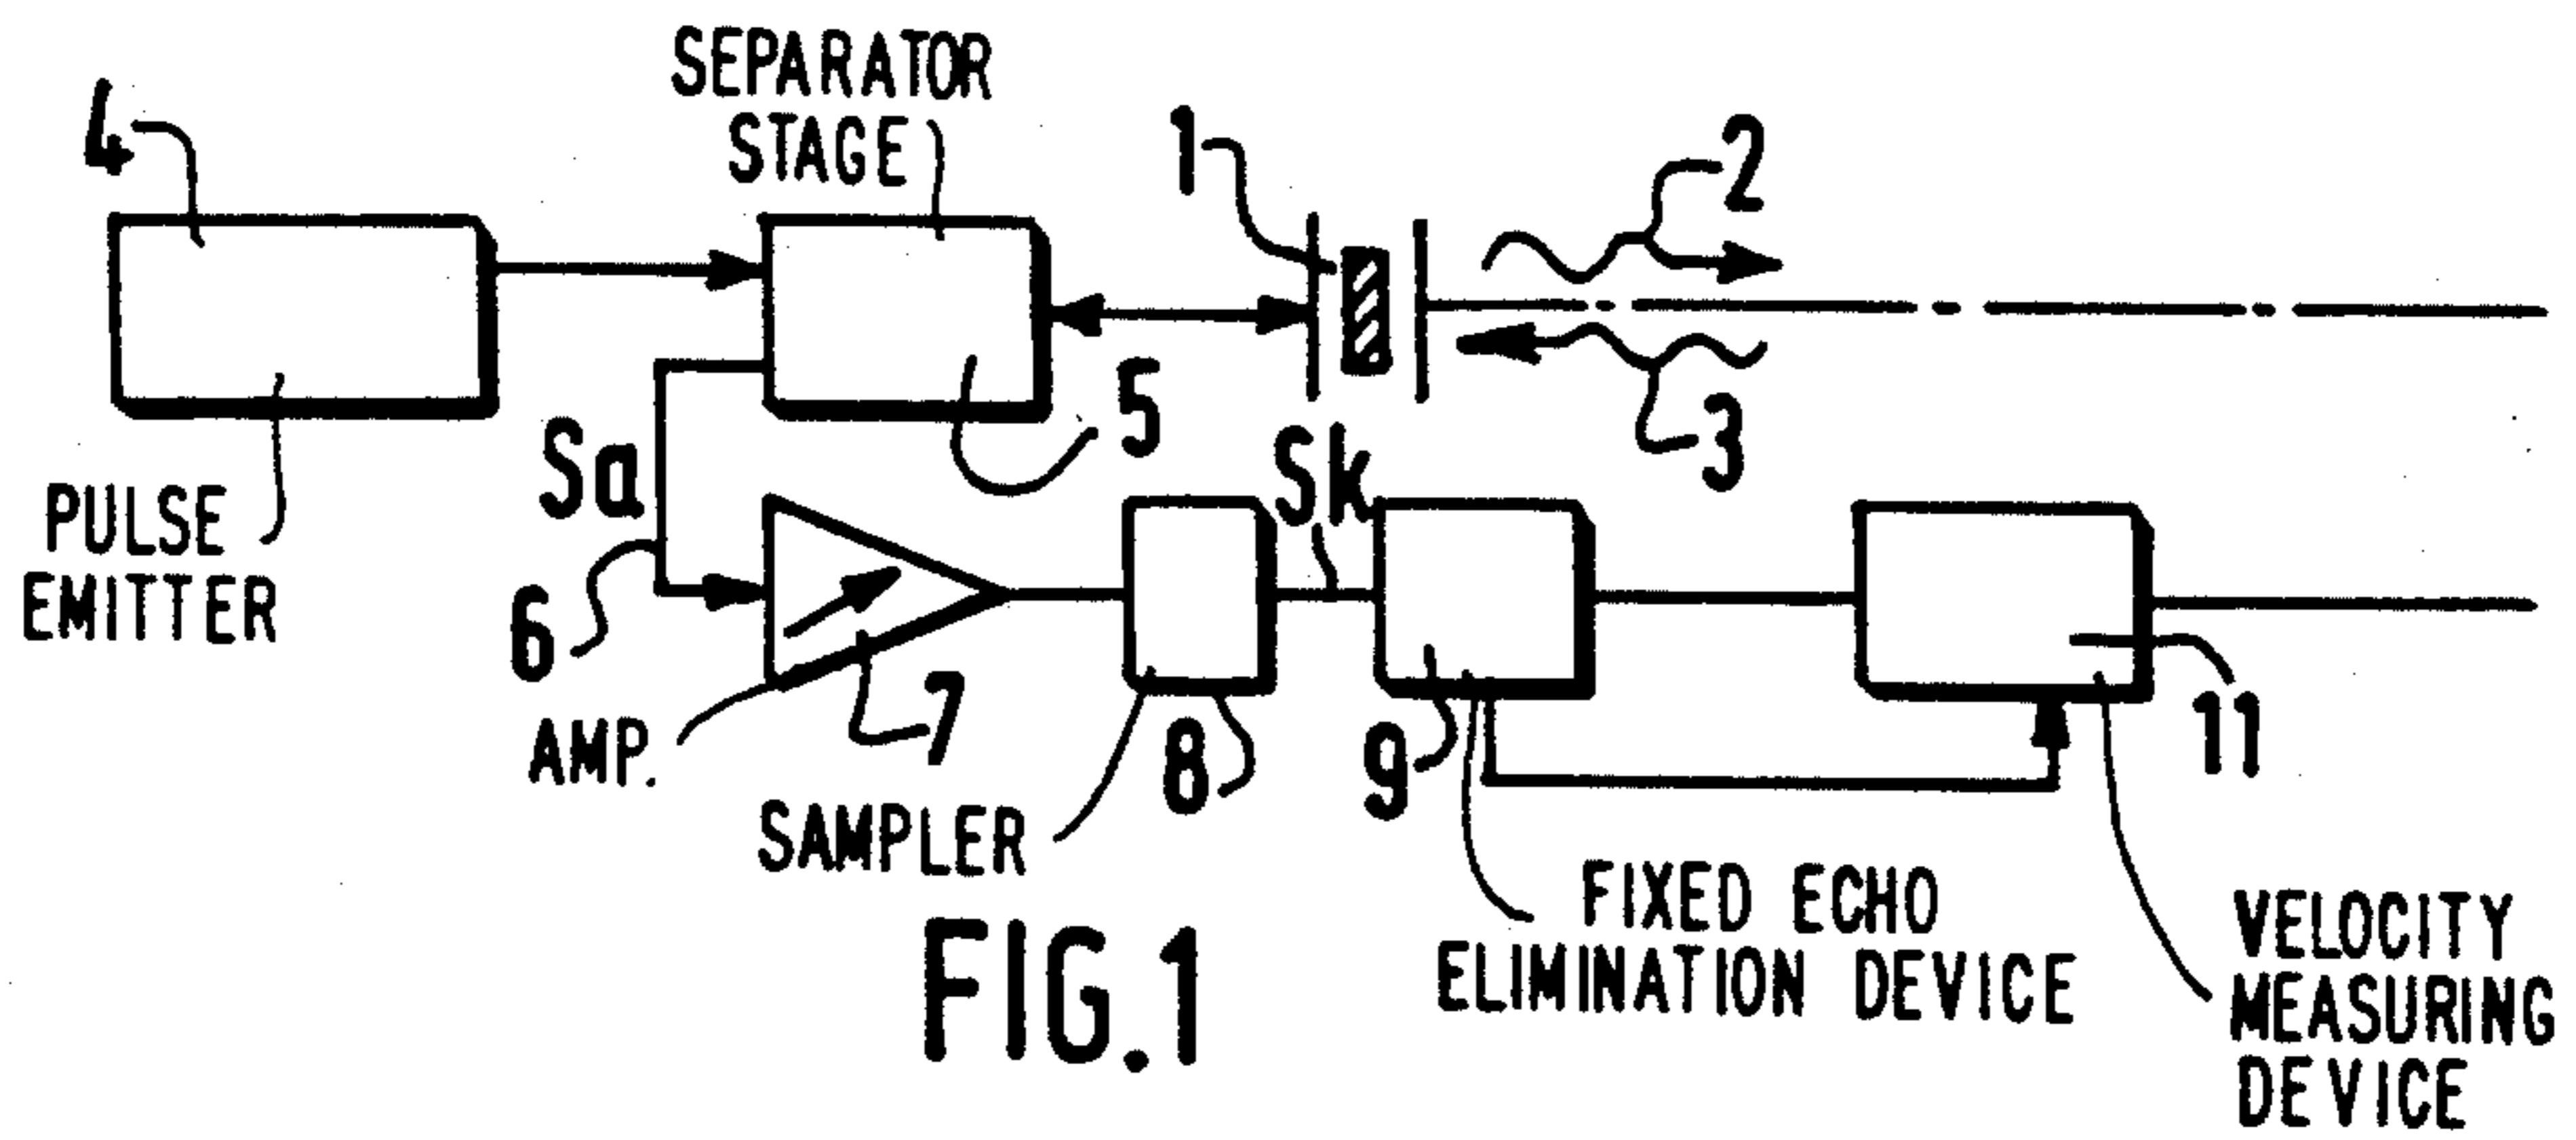 SEPARATOR
STAGE
4
1
2
5
3
PULSE
EMITTER
Sa
6
Sk
AMP.
7
SAMPLER
8
9
11
FIXED ECHO
ELIMINATION DEVICE
VELOCITY
MEASURING
DEVICE
FIG.1